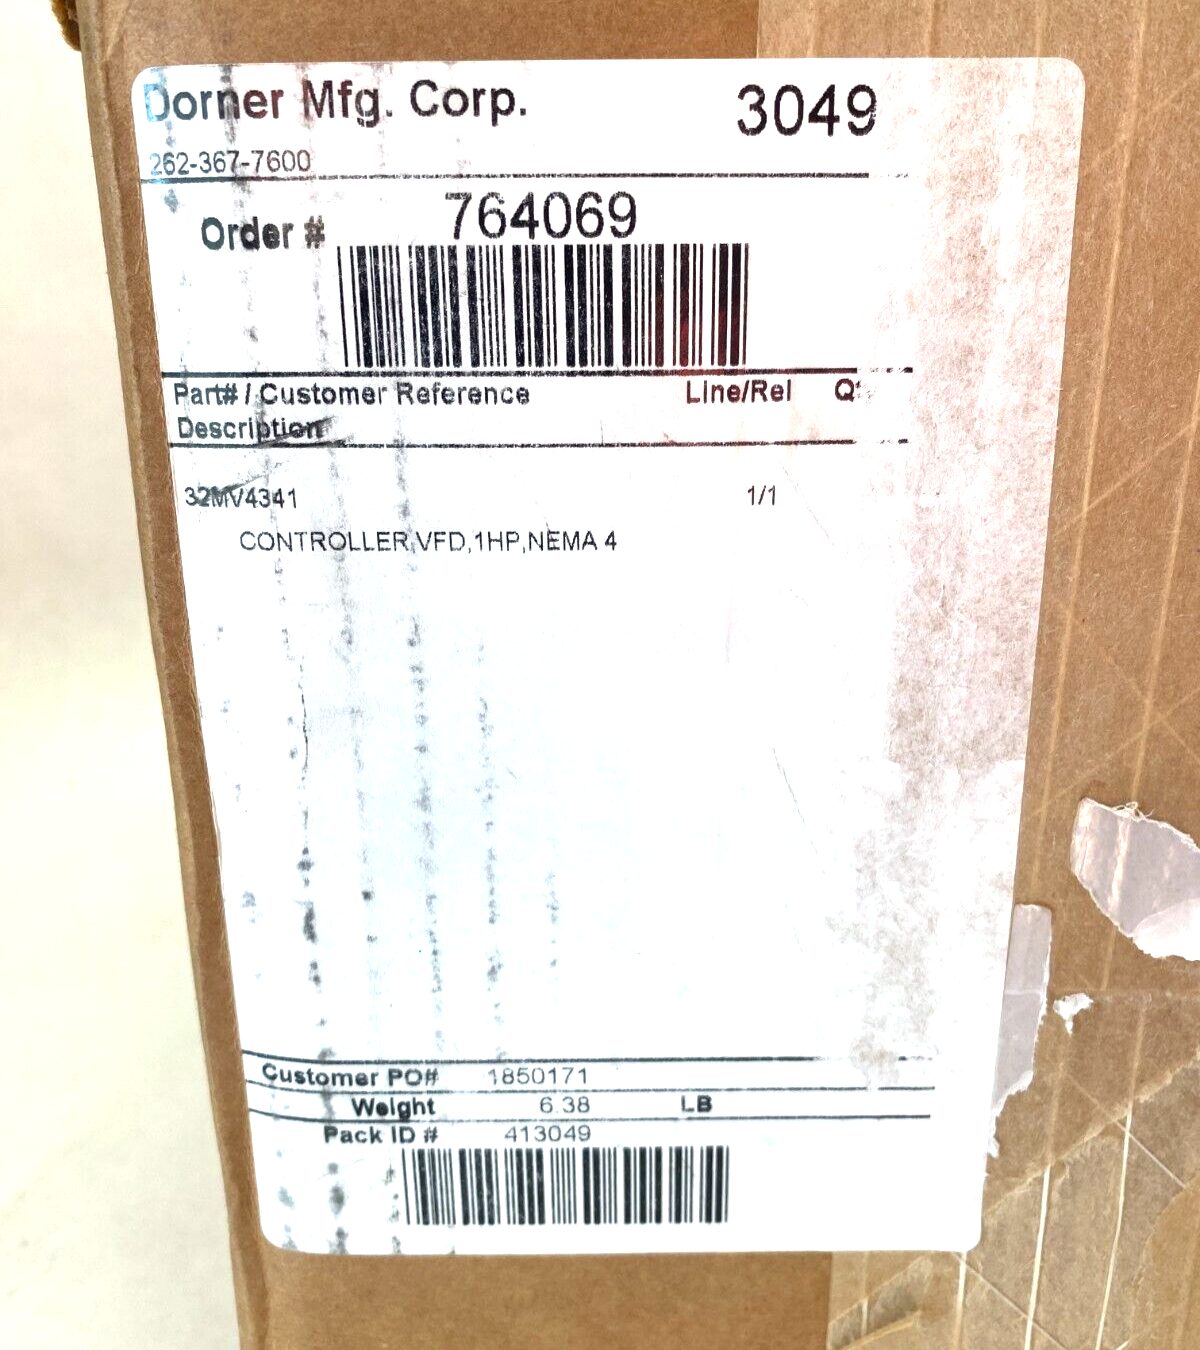 Dorner Mfg. Corp. 3049
262-367-7600
Order # 764069
Part# / Customer Reference Line/Rel
Description
32MV4341 1/1
CONTROLLER,VFD,1HP,NEMA 4
Customer PO# 1850171
Weight 6.38 LB
Pack ID # 413049